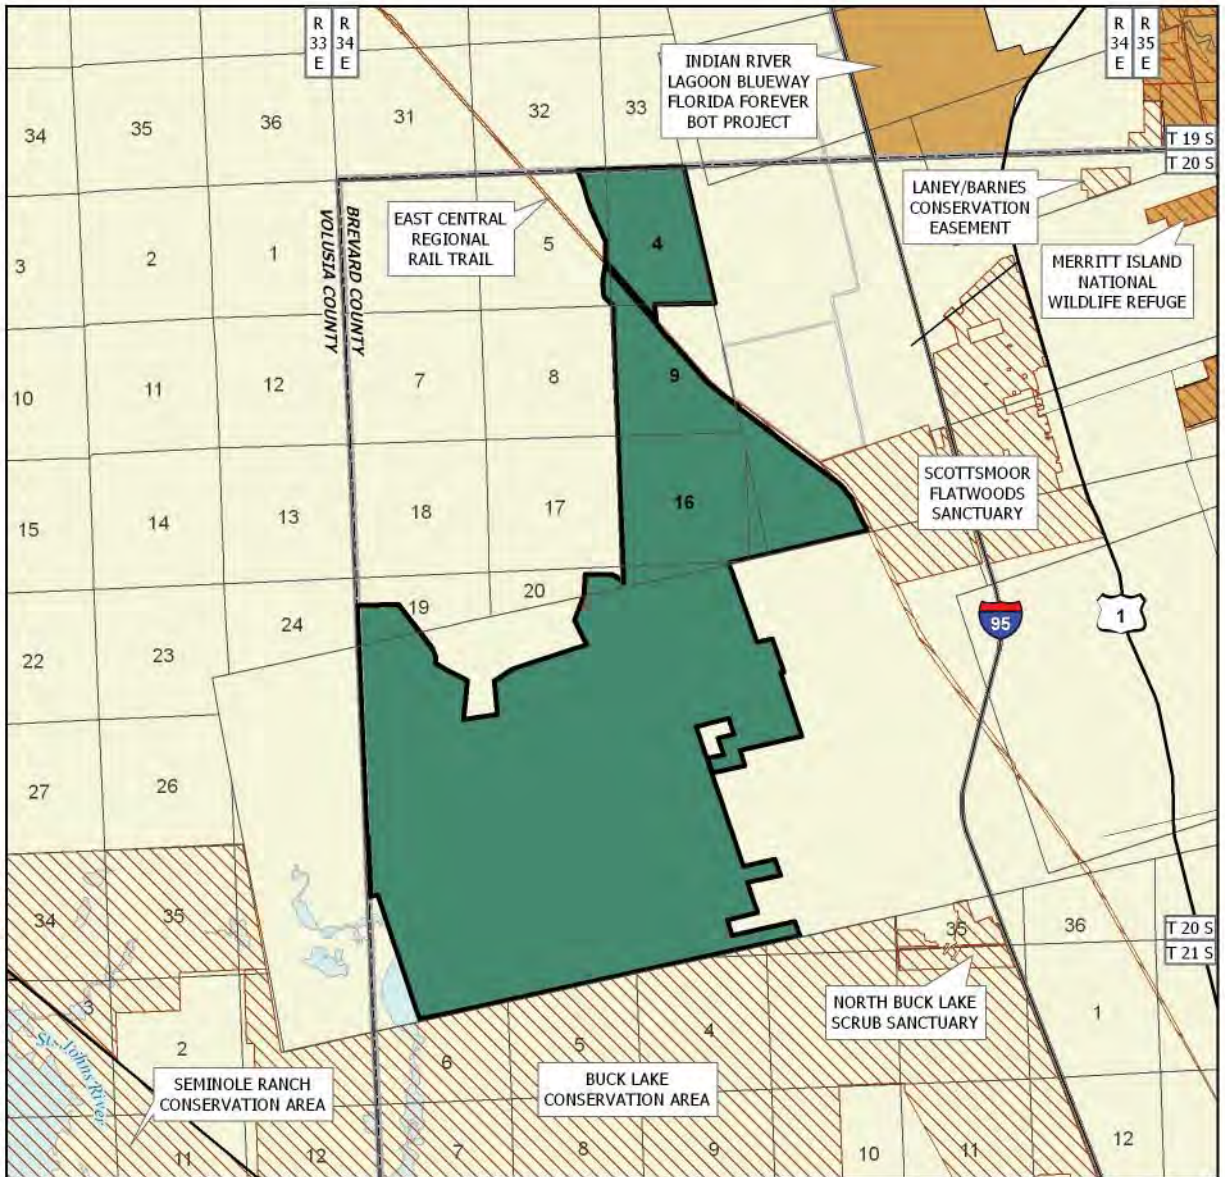 R
33
E
R
34
E
R
34
E
R
35
E
INDIAN RIVER
LAGOON BLUEWAY
FLORIDA FOREVER
BOT PROJECT
34
35
36
31
32
33
T 19 S
T 20 S
LANEY/BARNES
CONSERVATION
EASEMENT
EAST CENTRAL
REGIONAL
RAIL TRAIL
BREVARD COUNTY
VOLUSIA COUNTY
3
2
1
5
4
MERRITT ISLAND
NATIONAL
WILDLIFE REFUGE
10
11
12
7
8
9
SCOTTSMOOR
FLATWOODS
SANCTUARY
15
14
13
18
17
16
22
23
24
19
20
95
1
27
26
34
35
35
36
T 20 S
T 21 S
3
2
6
5
4
1
NORTH BUCK LAKE
SCRUB SANCTUARY
St. Johns River
SEMINOLE RANCH
CONSERVATION AREA
BUCK LAKE
CONSERVATION AREA
11
12
7
8
9
10
11
12